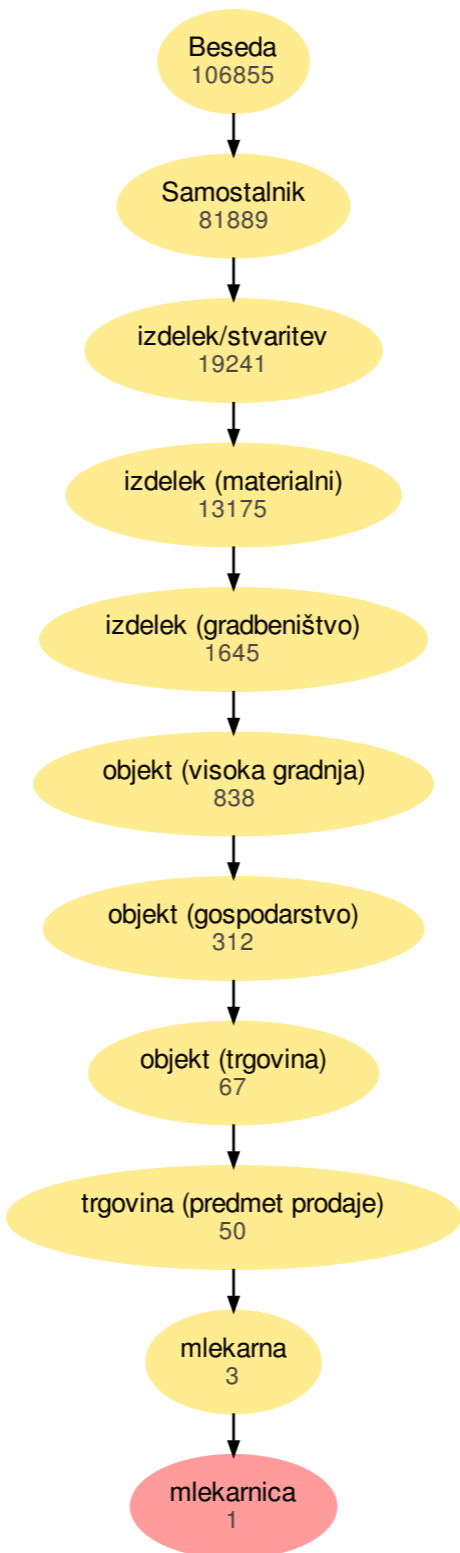 Beseda
106855
Samostalnik
81889
izdelek/stvaritev
19241
izdelek (materialni)
13175
izdelek (gradbeništvo)
1645
objekt (visoka gradnja)
838
objekt (gospodarstvo)
312
objekt (trgovina)
67
trgovina (predmet prodaje)
50
mlekarna
3
mlekarnica
1